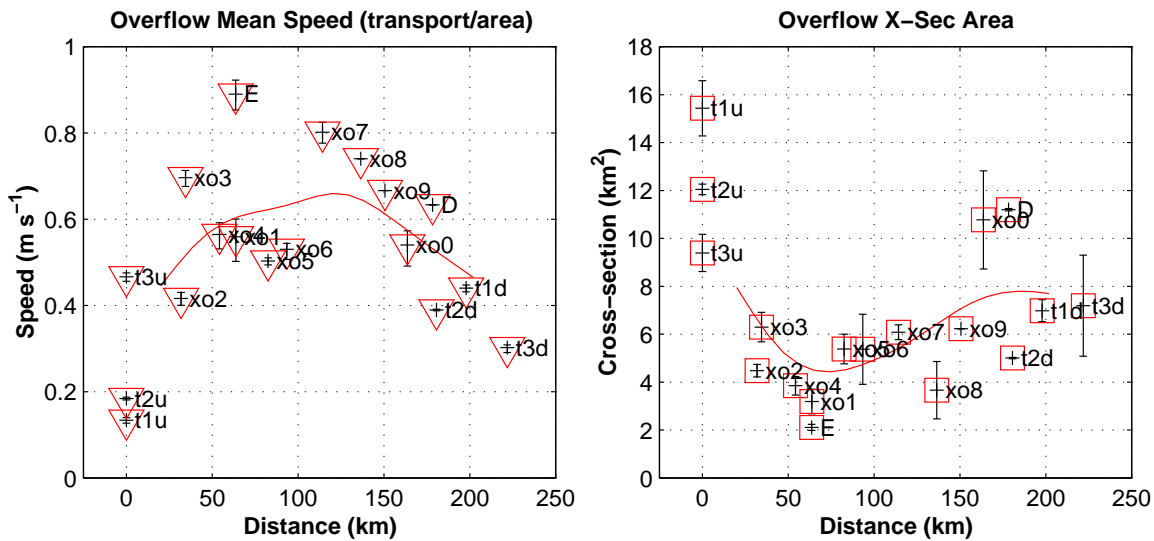 Overflow Mean Speed (transport/area)
1
0.8
0.6
0.4
0.2
0
Speed (m s⁻¹)
E
xo7
xo8
xo3
xo9
D
xo4
xo1
xo6
xo0
xo5
t3u
xo2
t1d
t2d
t3d
t2u
t1u
0 50 100 150 200 250
Distance (km)
Overflow X−Sec Area
18
16
14
12
10
8
6
4
2
0
Cross−section (km²)
t1u
t2u
D
xo0
t3u
t3d
t1d
xo3
xo7
xo9
xo5
xo6
t2d
xo2
xo4
xo8
xo1
E
0 50 100 150 200 250
Distance (km)